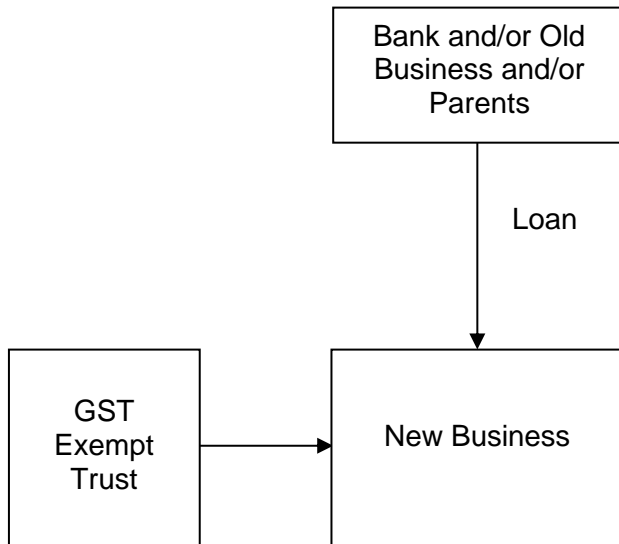 Bank and/or Old
Business and/or
Parents
Loan
GST
Exempt
Trust
New Business